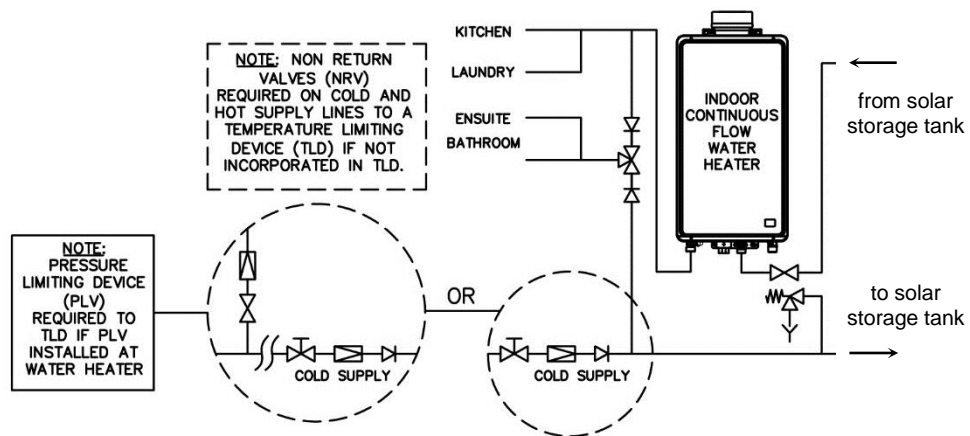 NOTE: NON RETURN
VALVES (NRV)
REQUIRED ON COLD AND
HOT SUPPLY LINES TO A
TEMPERATURE LIMITING
DEVICE (TLD) IF NOT
INCORPORATED IN TLD.
KITCHEN
LAUNDRY
ENSUITE
BATHROOM
INDOOR
CONTINUOUS
FLOW
WATER
HEATER
from solar
storage tank
NOTE:
PRESSURE
LIMITING DEVICE
(PLV)
REQUIRED TO
TLD IF PLV
INSTALLED AT
WATER HEATER
OR
COLD SUPPLY
COLD SUPPLY
to solar
storage tank